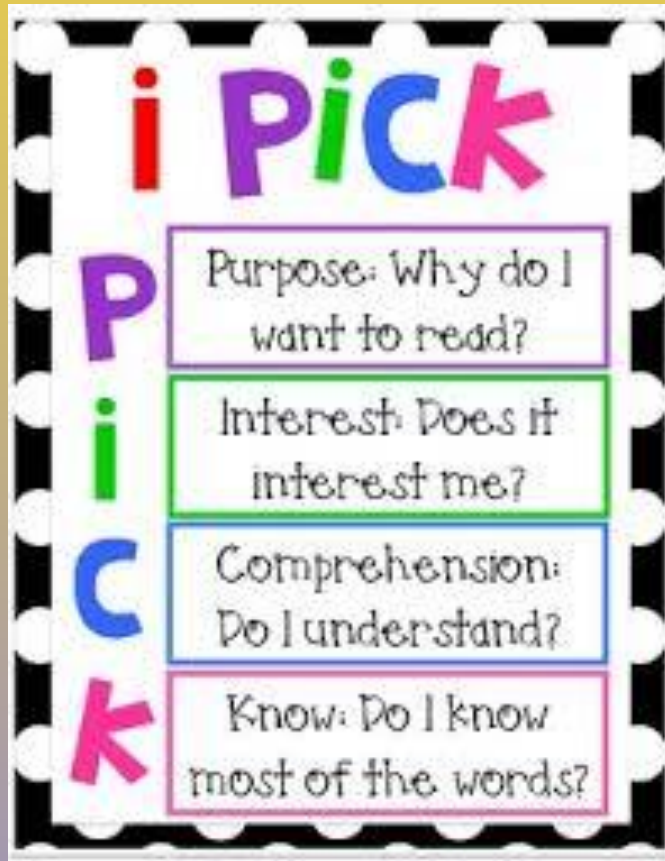 i PiCK
P
Purpose: Why do I
want to read?
i
Interest: Does it
interest me?
C
Comprehension:
Do I understand?
K
Know: Do I know
most of the words?